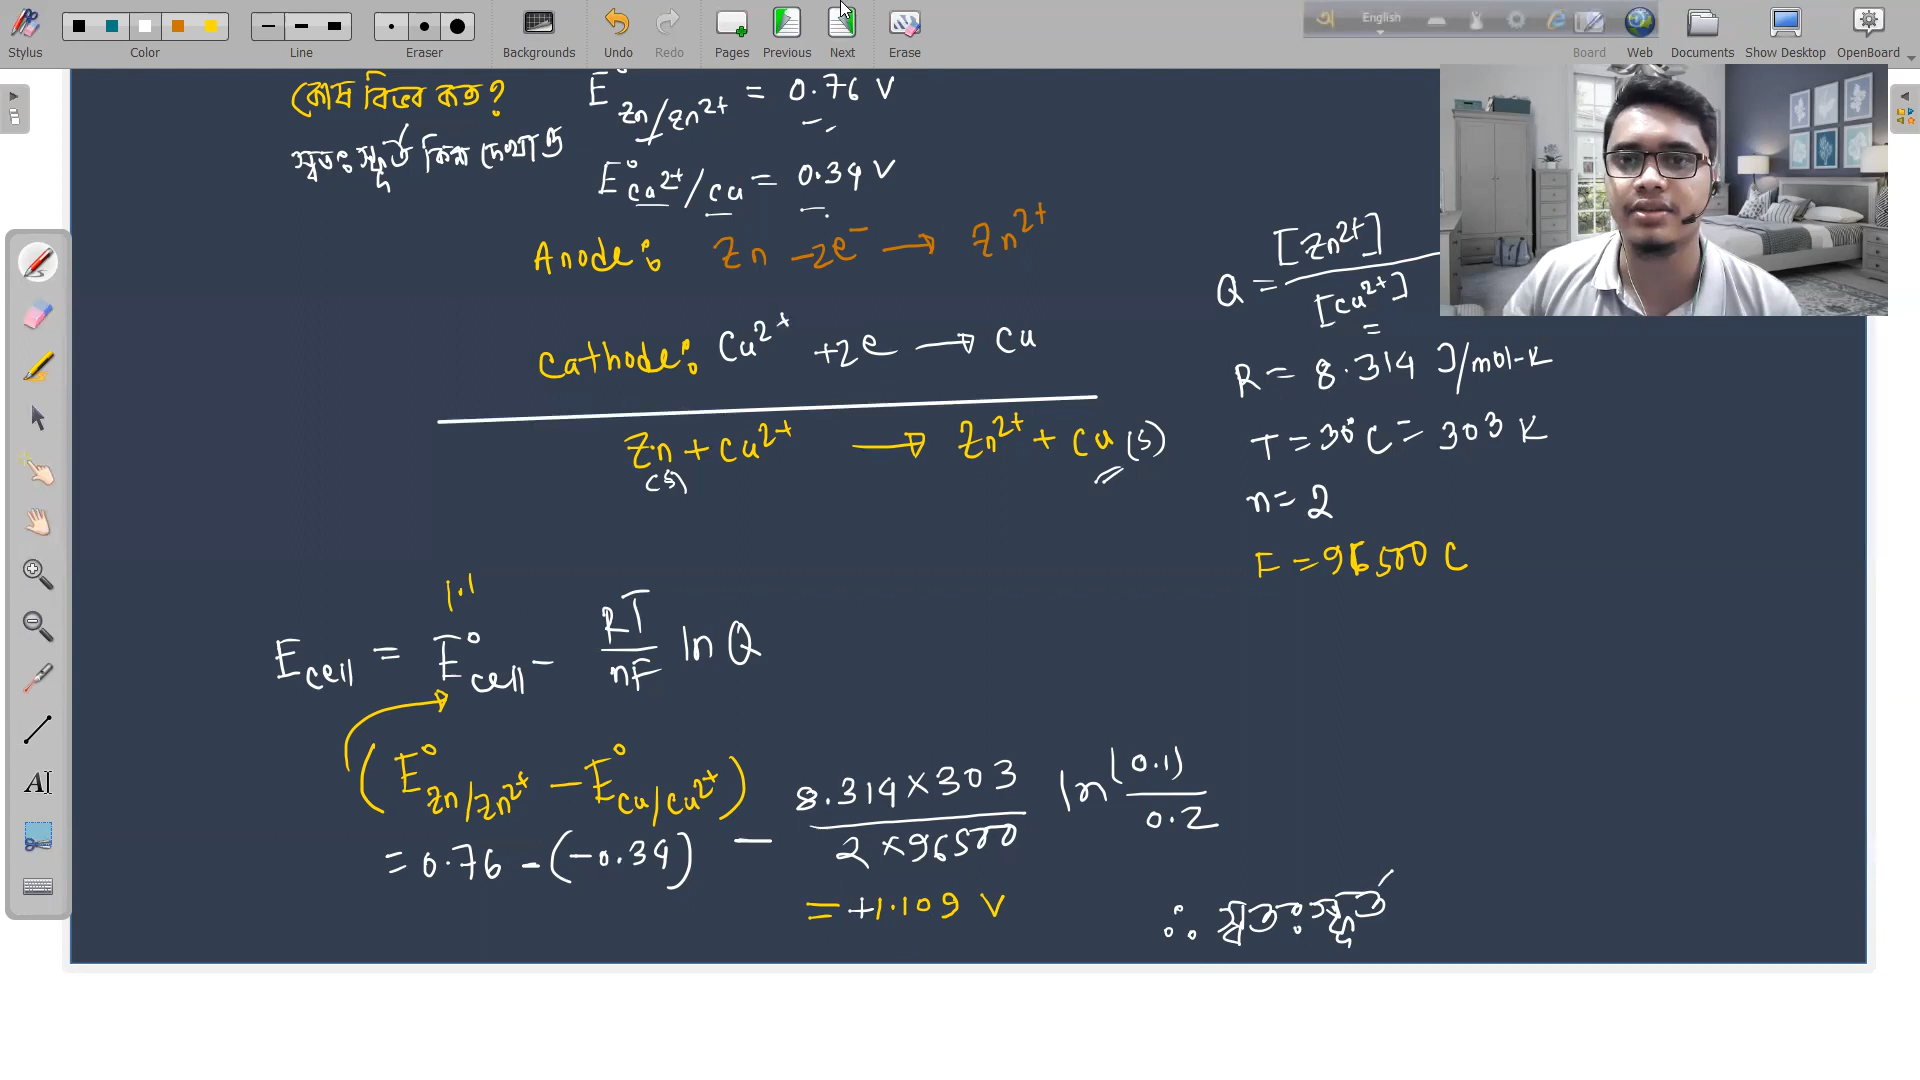 Stylus
Color
Line
Eraser
Backgrounds
Undo
Redo
Pages
Previous
Next
Erase
English
Board
Web
Documents
Show Desktop
OpenBoard
কোষ বিভব কত?
স্বতঃস্ফূর্ত কিনা দেখাও
E° Zn/Zn²⁺ = 0.76 V
E° Cu²⁺/Cu = 0.34 V
Anode: Zn -2e⁻ → Zn²⁺
Cathode: Cu²⁺ +2e → Cu
Zn(s) + Cu²⁺ → Zn²⁺ + Cu(s)
Q = [Zn²⁺]/[Cu²⁺]
R = 8.314 J/mol-K
T = 30°C = 303 K
n = 2
F = 96500 C
1.1
Ecell = E°cell - RT/nF ln Q
(E° Zn/Zn²⁺ - E° Cu/Cu²⁺)
= 0.76 - (-0.34) - 8.314×303/2×96500 ln (0.1)/0.2
= +1.109 V
∴ স্বতঃস্ফূর্ত
AI